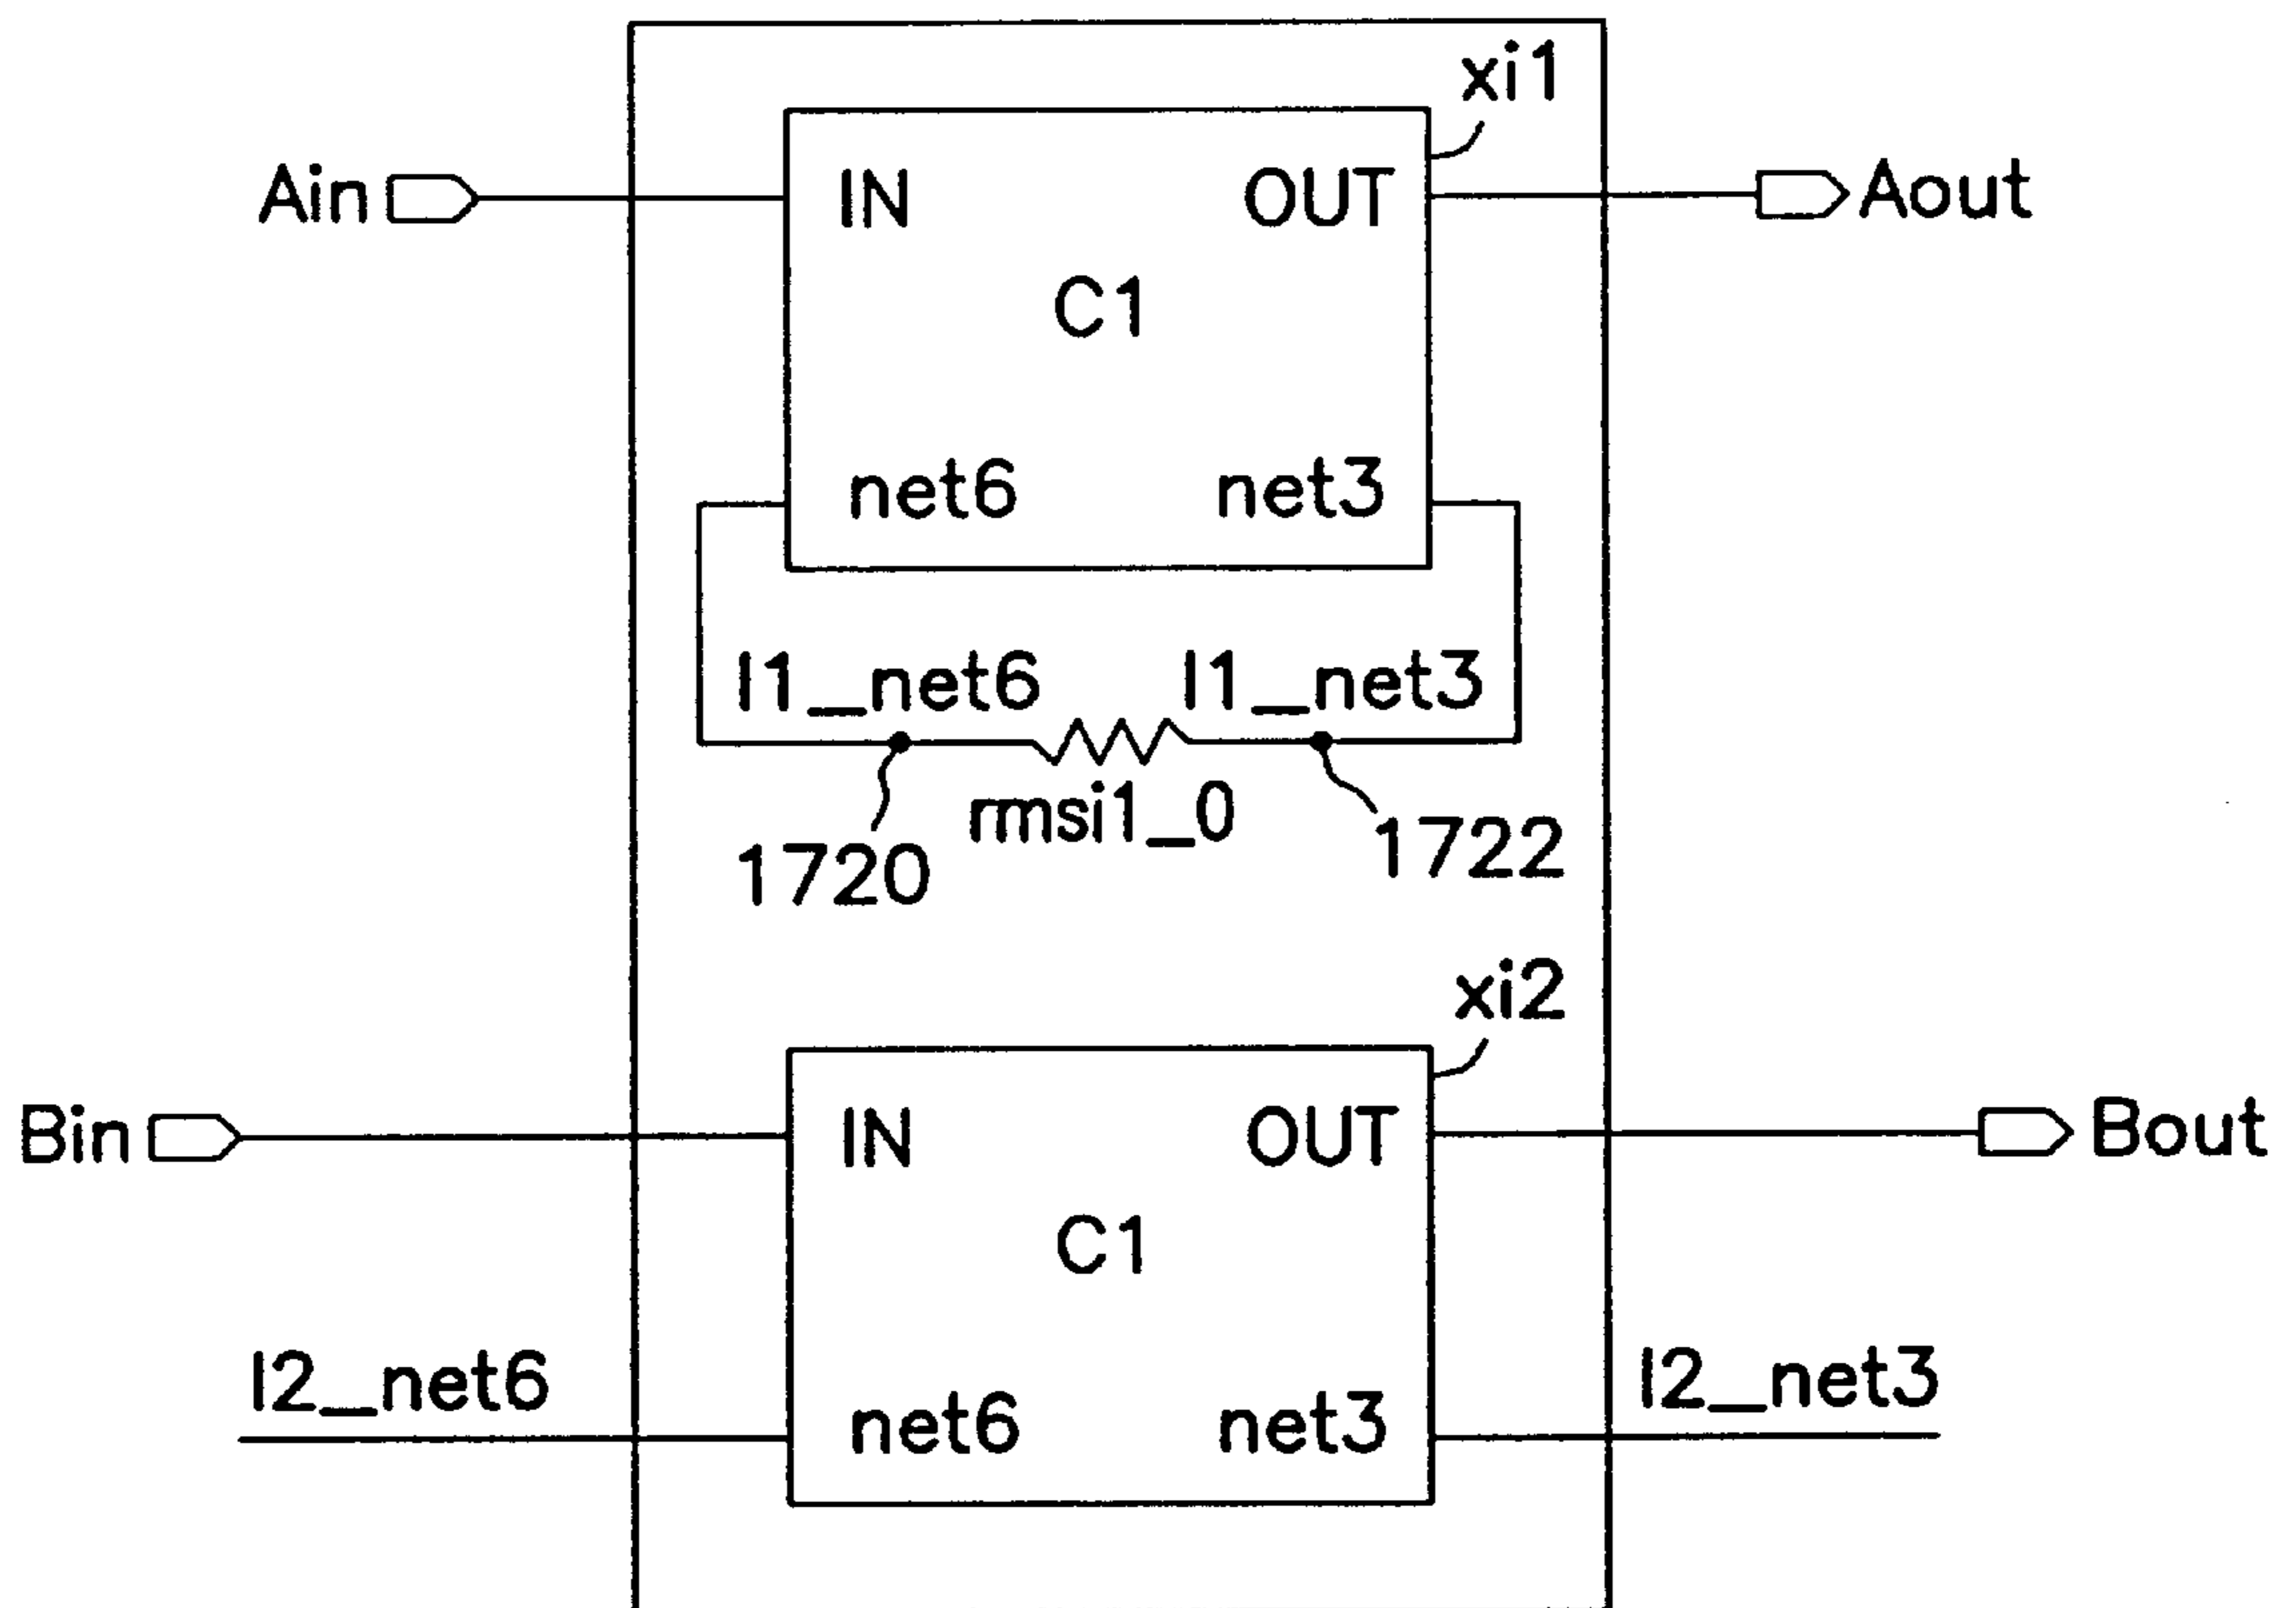 xi1
Ain
IN
OUT
Aout
C1
net6
net3
I1_net6
I1_net3
rmsi1_0
1720
1722
xi2
Bin
IN
OUT
Bout
C1
I2_net6
I2_net3
net6
net3